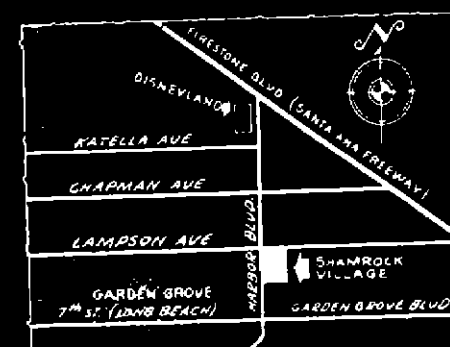 N
FIRESTONE BLVD (SANTA ANA FREEWAY)
DISNEYLAND
KATELLA AVE
CHAPMAN AVE
HARBOR BLVD.
LAMPSON AVE
SHAMROCK
VILLAGE
GARDEN GROVE
7th ST. (LONG BEACH)
GARDEN GROVE BLVD